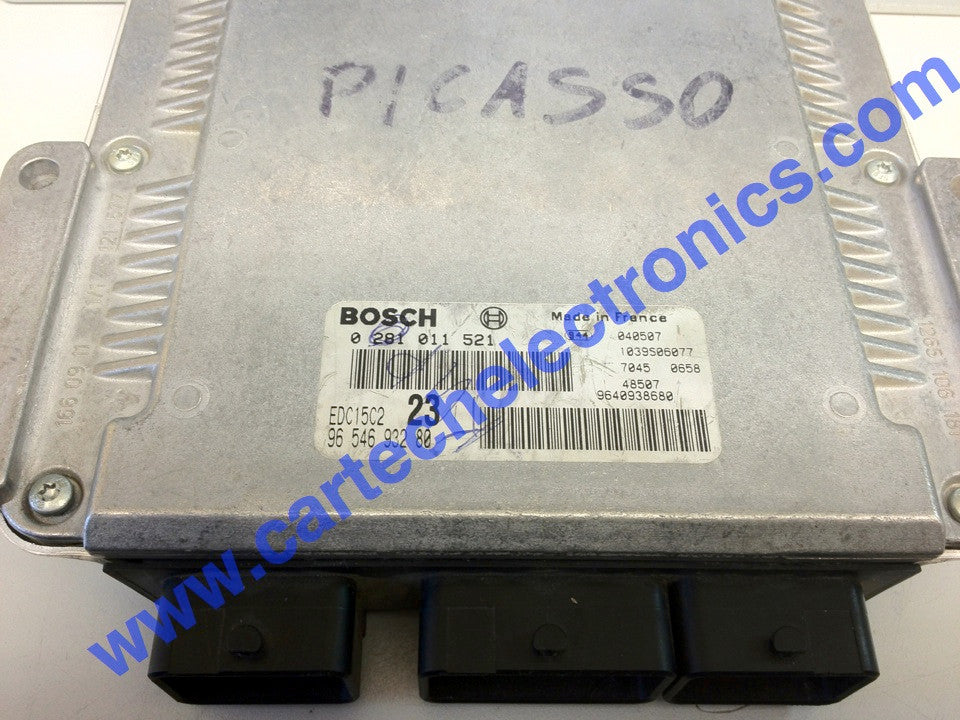 PICASSO
BOSCH
Made in France
0 281 011 521
040507
1039S06077
7045 0658
48507
9640938680
EDC15C2 23
96 546 932 80
www.cartechelectronics.com